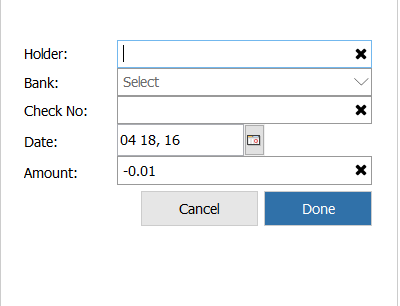 Holder:
Bank: Select
Check No:
Date: 04 18, 16
Amount: -0.01
Cancel Done